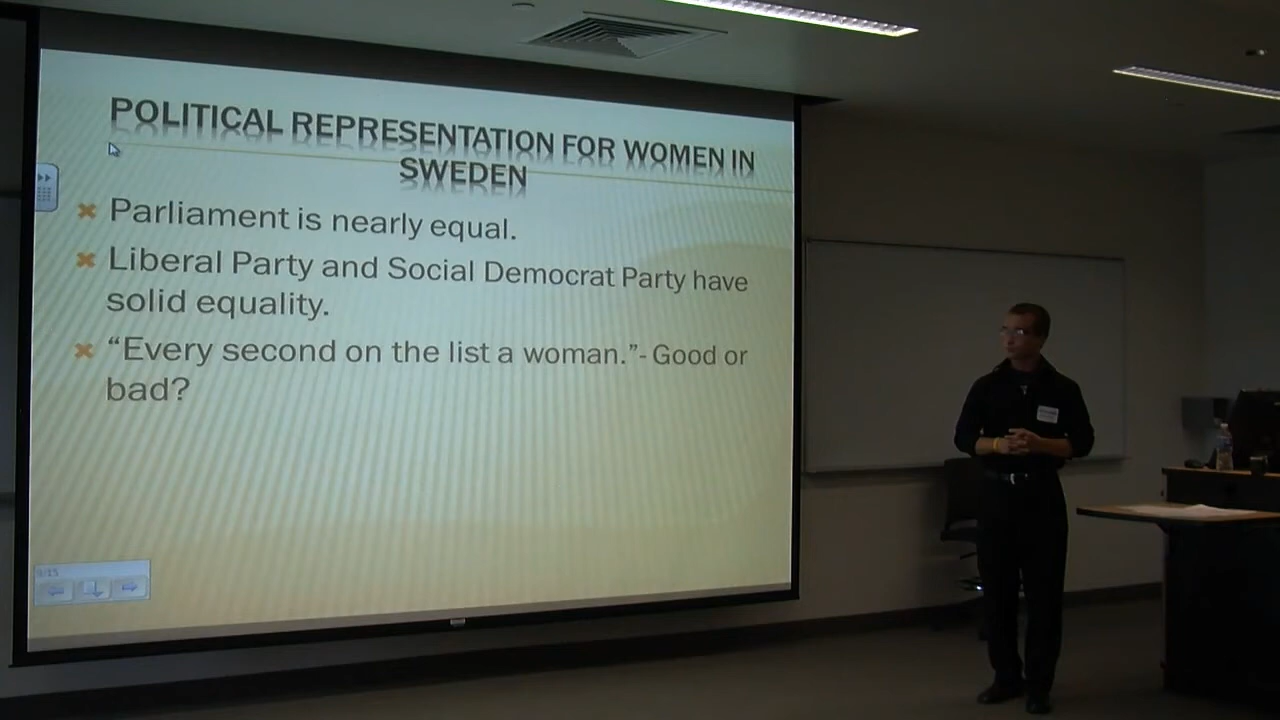 POLITICAL REPRESENTATION FOR WOMEN IN
SWEDEN
Parliament is nearly equal.
Liberal Party and Social Democrat Party have
solid equality.
“Every second on the list a woman.”- Good or
bad?